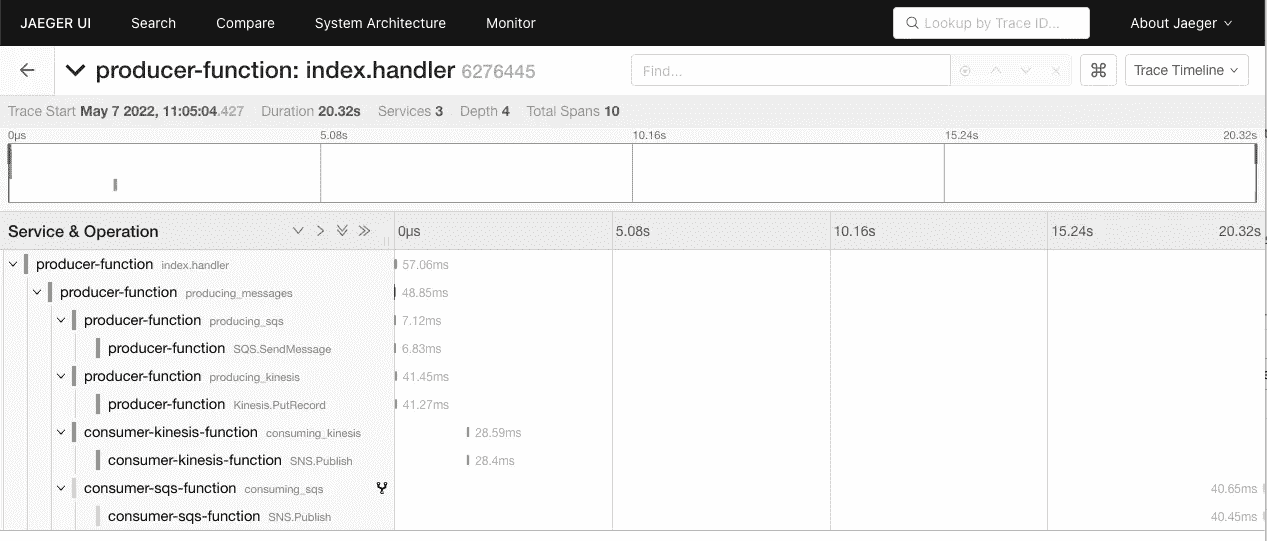 JAEGER UI Search Compare System Architecture Monitor Lookup by Trace ID... About Jaeger
producer-function: index.handler 6276445 Find... Trace Timeline
Trace Start May 7 2022, 11:05:04.427 Duration 20.32s Services 3 Depth 4 Total Spans 10
0μs 5.08s 10.16s 15.24s 20.32s
Service & Operation 0μs 5.08s 10.16s 15.24s 20.32s
producer-function index.handler 57.06ms
producer-function producing_messages 48.85ms
producer-function producing_sqs 7.12ms
producer-function SQS.SendMessage 6.83ms
producer-function producing_kinesis 41.45ms
producer-function Kinesis.PutRecord 41.27ms
consumer-kinesis-function consuming_kinesis 28.59ms
consumer-kinesis-function SNS.Publish 28.4ms
consumer-sqs-function consuming_sqs 40.65ms
consumer-sqs-function SNS.Publish 40.45ms